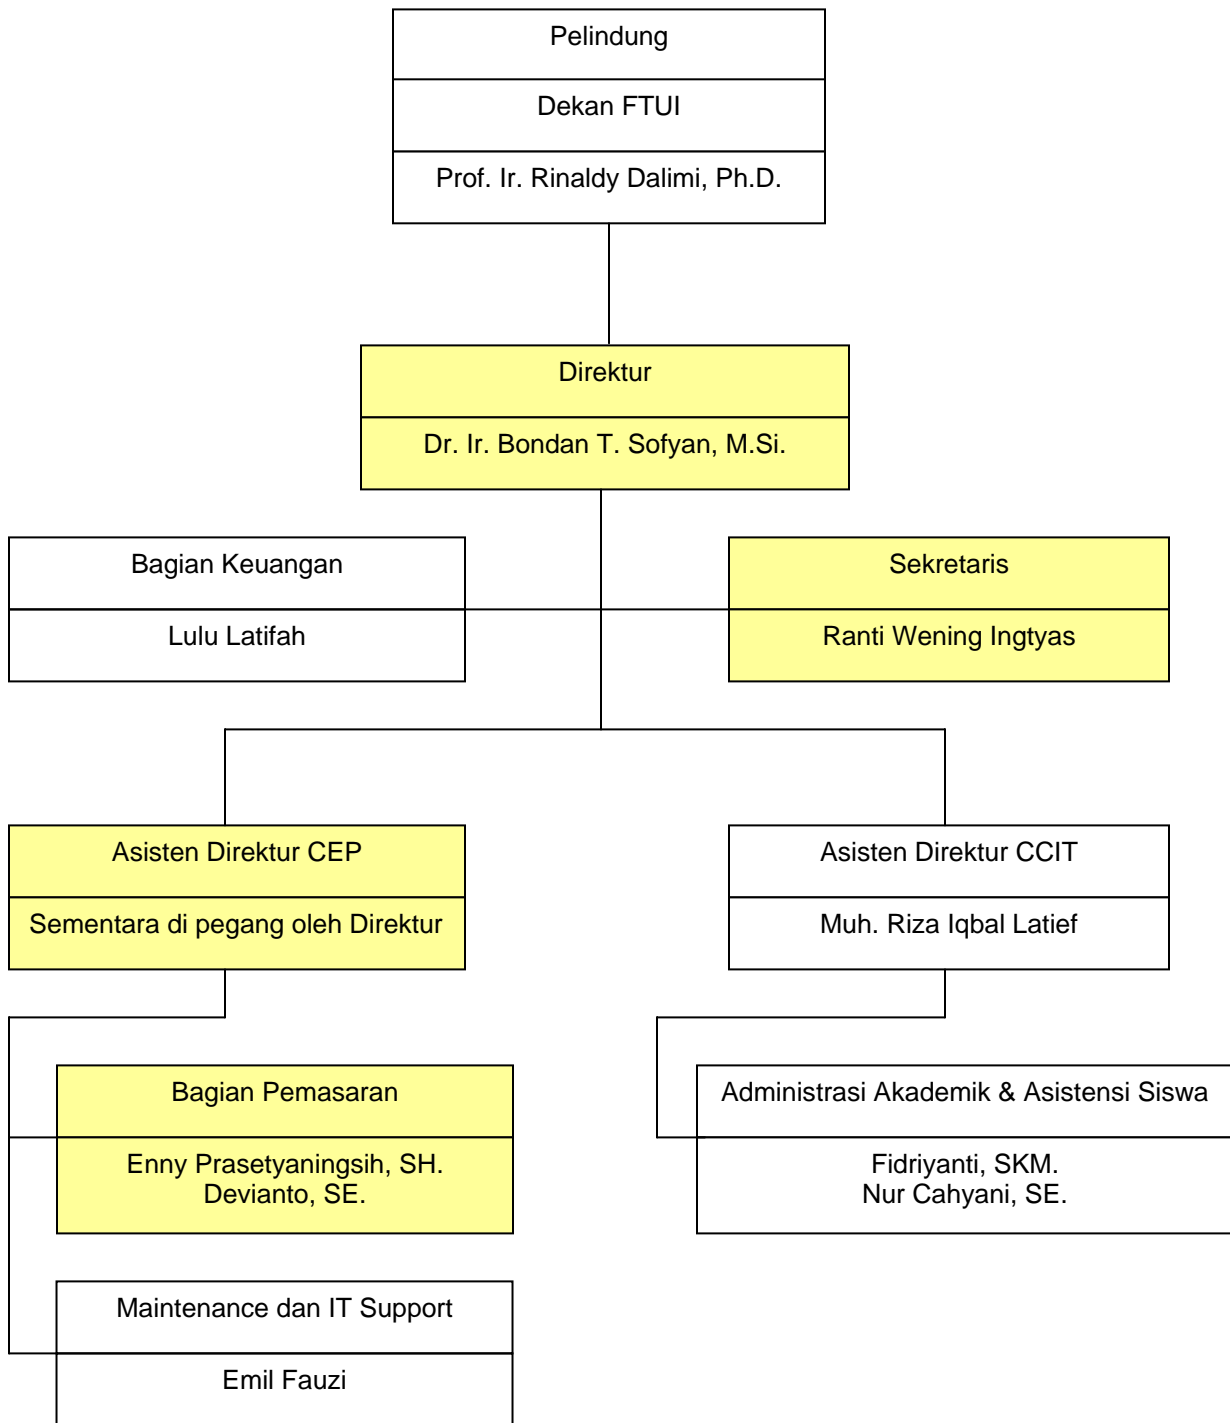 Pelindung
Dekan FTUI
Prof. Ir. Rinaldy Dalimi, Ph.D.
Direktur
Dr. Ir. Bondan T. Sofyan, M.Si.
Bagian Keuangan
Lulu Latifah
Sekretaris
Ranti Wening Ingtyas
Asisten Direktur CEP
Sementara di pegang oleh Direktur
Asisten Direktur CCIT
Muh. Riza Iqbal Latief
Bagian Pemasaran
Enny Prasetyaningsih, SH.
Devianto, SE.
Administrasi Akademik & Asistensi Siswa
Fidriyanti, SKM.
Nur Cahyani, SE.
Maintenance dan IT Support
Emil Fauzi